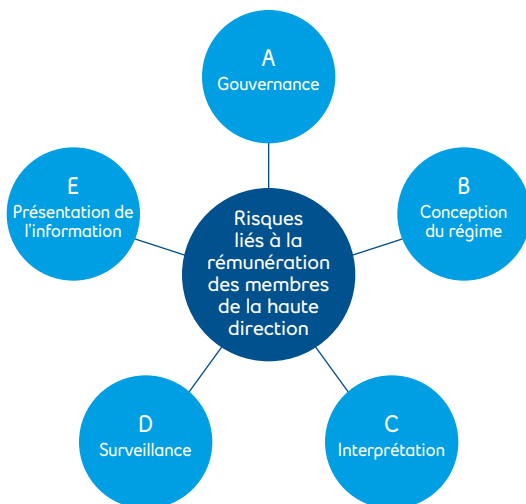 A
Gouvernance
B
Conception
du régime
C
Interprétation
D
Surveillance
E
Présentation de
l'information
Risques
liés à la
rémunération
des membres
de la haute
direction